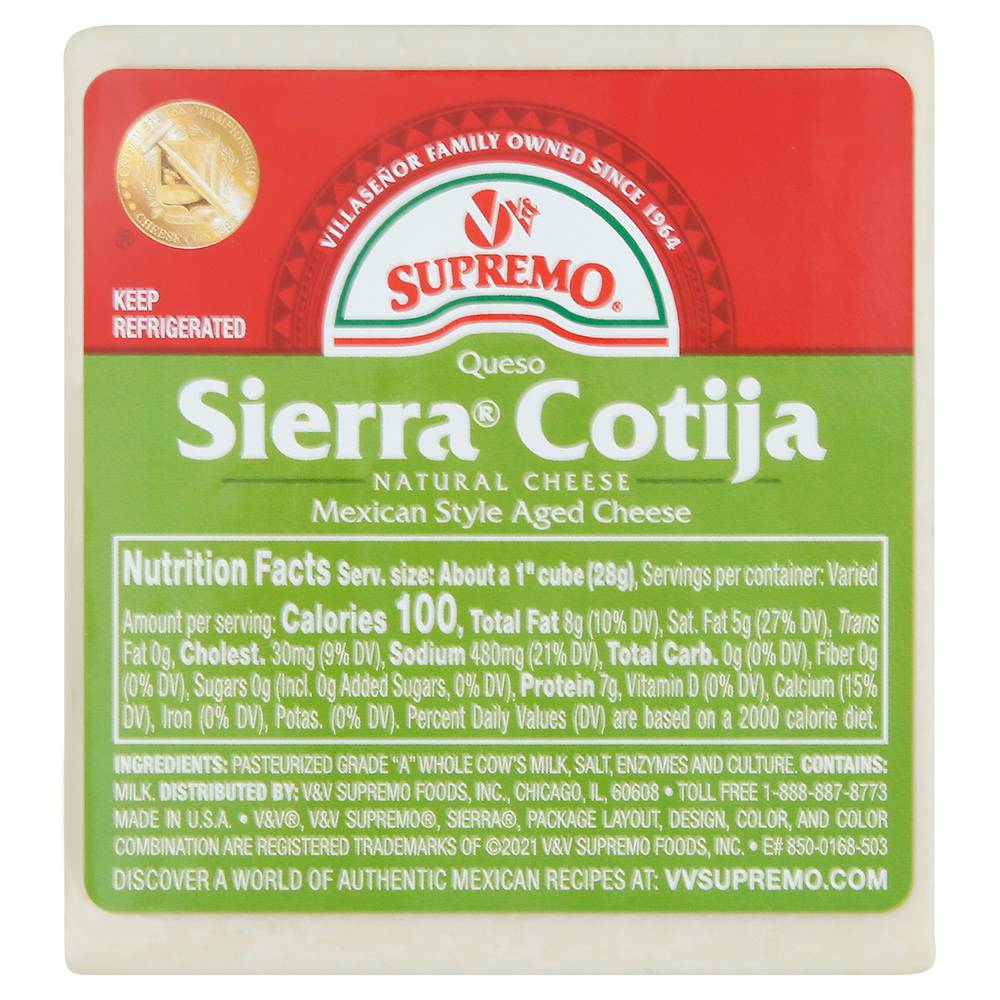 CHAMPIONSHIP
CHEESE CONTEST
®
VILLASEÑOR FAMILY OWNED SINCE 1964
V&V
SUPREMO®
KEEP
REFRIGERATED
Queso
Sierra® Cotija
NATURAL CHEESE
Mexican Style Aged Cheese
Nutrition Facts Serv. size: About a 1" cube (28g), Servings per container: Varied
Amount per serving: Calories 100, Total Fat 8g (10% DV), Sat. Fat 5g (27% DV), Trans
Fat 0g, Cholest. 30mg (9% DV), Sodium 480mg (21% DV), Total Carb. 0g (0% DV), Fiber 0g
(0% DV), Sugars 0g (Incl. 0g Added Sugars, 0% DV), Protein 7g, Vitamin D (0% DV), Calcium (15%
DV), Iron (0% DV), Potas. (0% DV). Percent Daily Values (DV) are based on a 2000 calorie diet.
INGREDIENTS: PASTEURIZED GRADE "A" WHOLE COW'S MILK, SALT, ENZYMES AND CULTURE. CONTAINS:
MILK. DISTRIBUTED BY: V&V SUPREMO FOODS, INC., CHICAGO, IL, 60608 • TOLL FREE 1-888-887-8773
MADE IN U.S.A. • V&V®, V&V SUPREMO®, SIERRA®, PACKAGE LAYOUT, DESIGN, COLOR, AND COLOR
COMBINATION ARE REGISTERED TRADEMARKS OF ©2021 V&V SUPREMO FOODS, INC. • E# 850-0168-503
DISCOVER A WORLD OF AUTHENTIC MEXICAN RECIPES AT: VVSUPREMO.COM